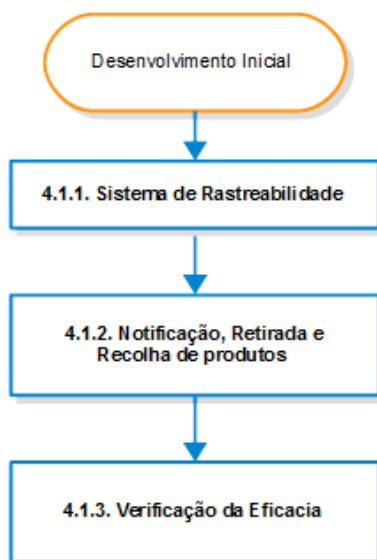 Desenvolvimento Inicial
4.1.1. Sistema de Rastreabilidade
4.1.2. Notificação, Retirada e
Recolha de produtos
4.1.3. Verificação da Eficacia